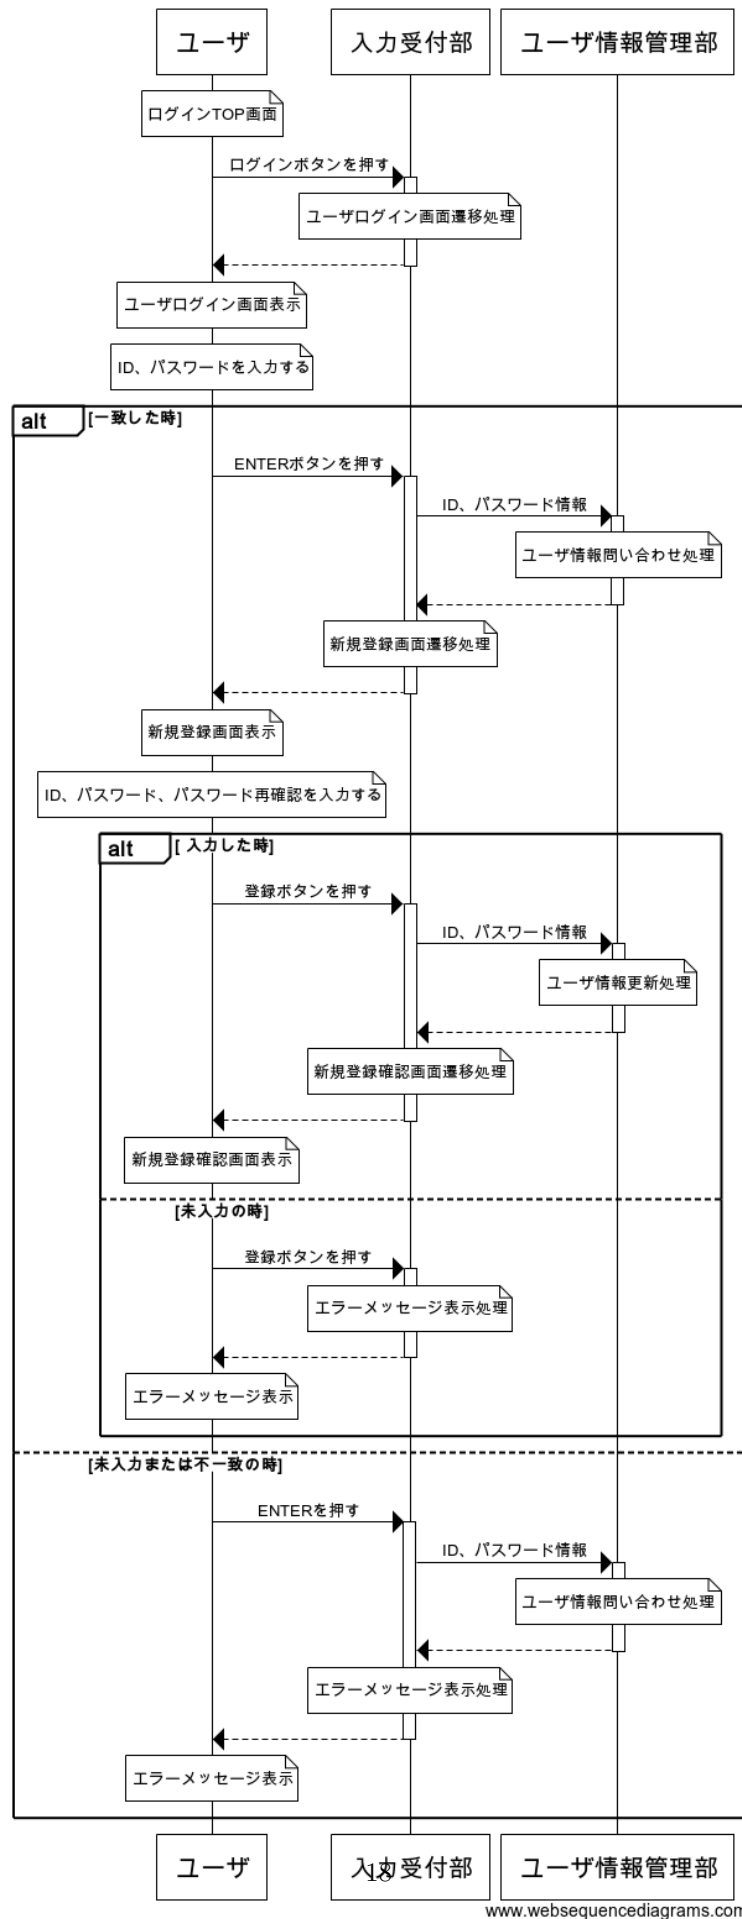 ユーザ
入力受付部
ユーザ情報管理部
ログインTOP画面
ログインボタンを押す
ユーザログイン画面遷移処理
ユーザログイン画面表示
ID、パスワードを入力する
alt
[一致した時]
ENTERボタンを押す
ID、パスワード情報
ユーザ情報問い合わせ処理
新規登録画面遷移処理
新規登録画面表示
ID、パスワード、パスワード再確認を入力する
alt
[ 入力した時]
登録ボタンを押す
ID、パスワード情報
ユーザ情報更新処理
新規登録確認画面遷移処理
新規登録確認画面表示
[未入力の時]
登録ボタンを押す
エラーメッセージ表示処理
エラーメッセージ表示
[未入力または不一致の時]
ENTERを押す
ID、パスワード情報
ユーザ情報問い合わせ処理
エラーメッセージ表示処理
エラーメッセージ表示
ユーザ
入力受付部
18
ユーザ情報管理部
www.websequencediagrams.com